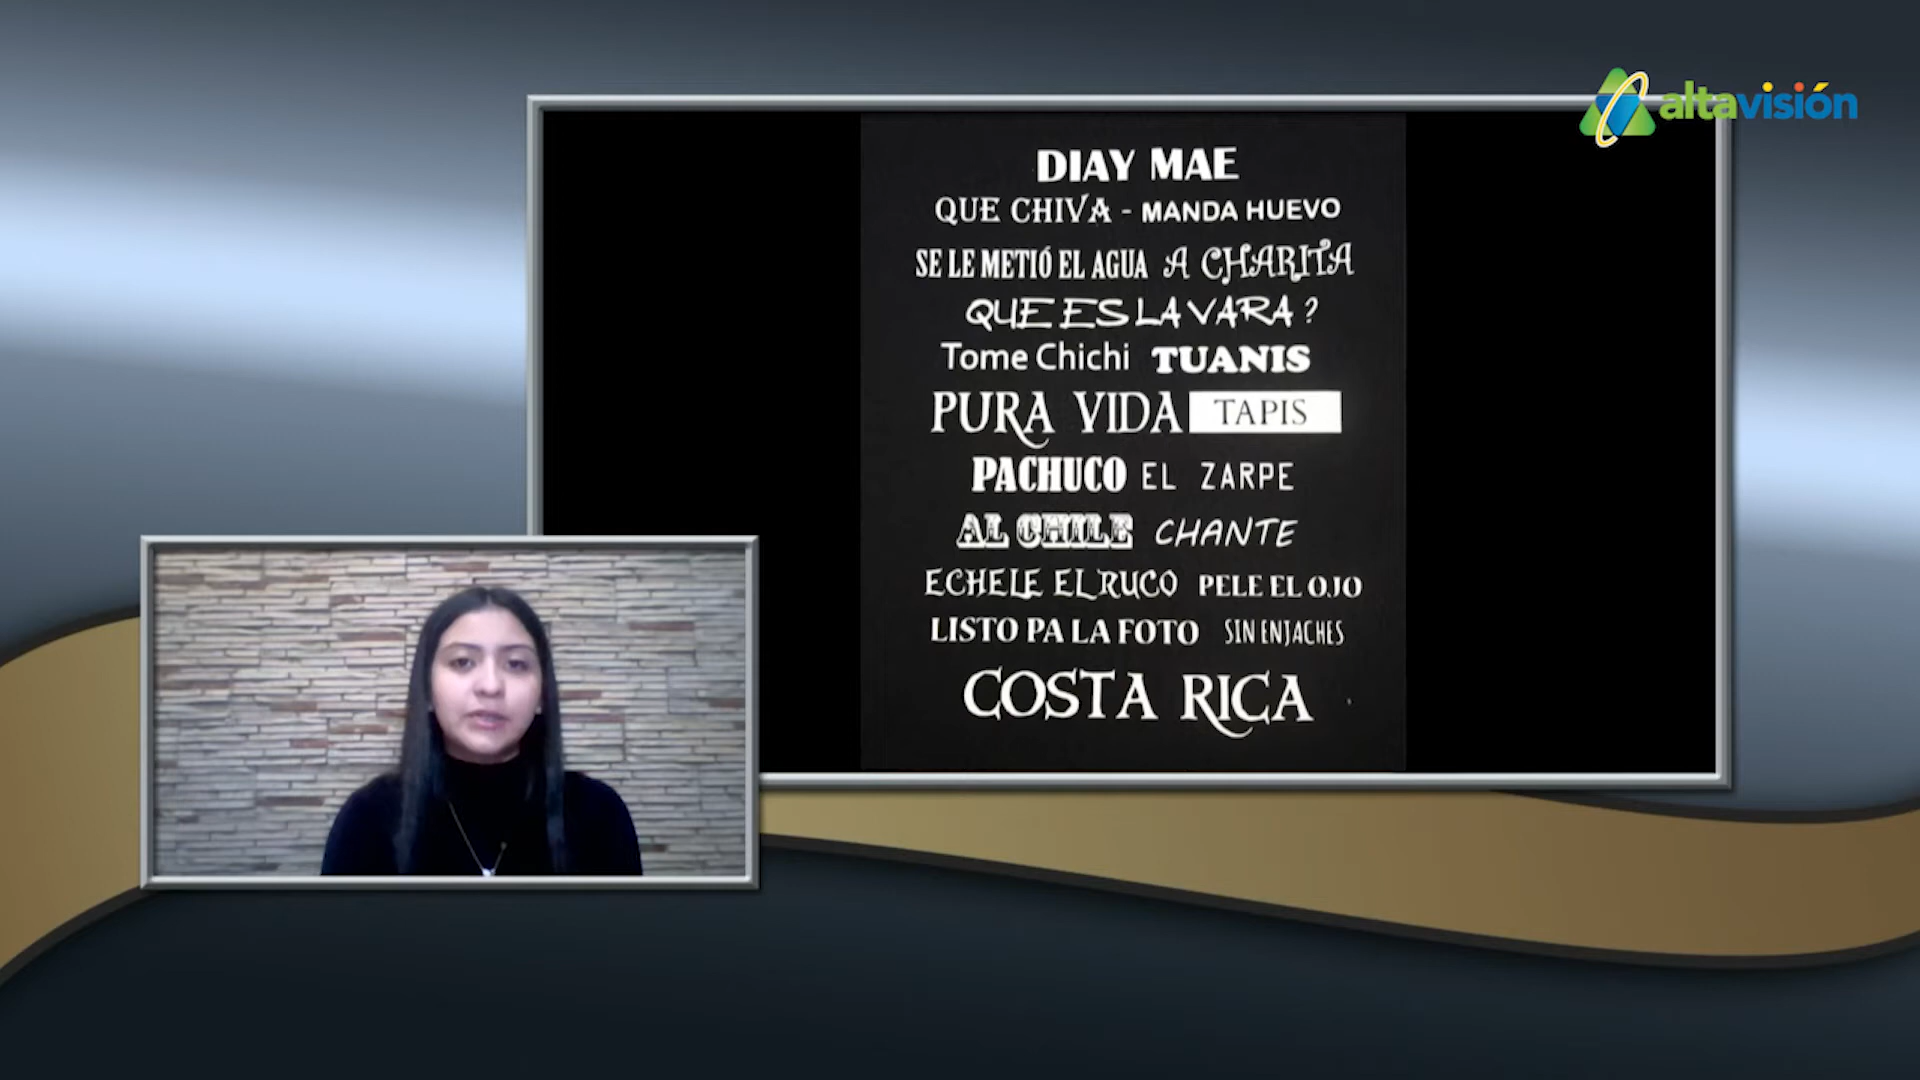 altavisión
DIAY MAE
QUE CHIVA - MANDA HUEVO
SE LE METIÓ EL AGUA A CHARITA
QUE ES LA VARA ?
Tome Chichi TUANIS
PURA VIDA TAPIS
PACHUCO EL ZARPE
AL CHILE CHANTE
ECHELE EL RUCO PELE EL OJO
LISTO PA LA FOTO SIN ENJACHES
COSTA RICA